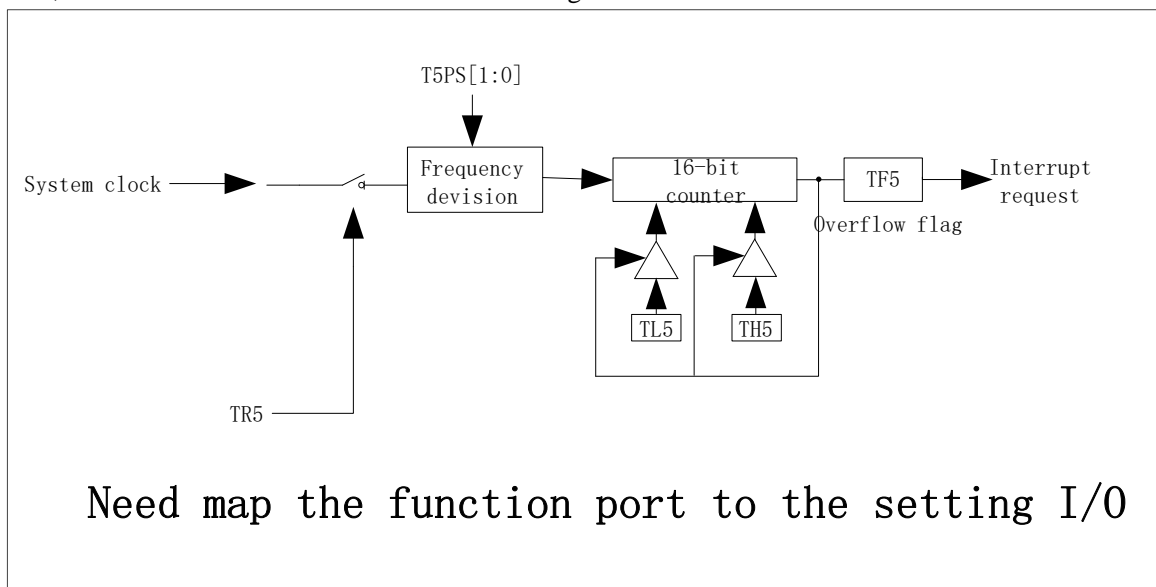 T5PS[1:0]
System clock
Frequency
devision
16-bit
counter
TF5
Interrupt
request
Overflow flag
TL5
TH5
TR5
Need map the function port to the setting I/O